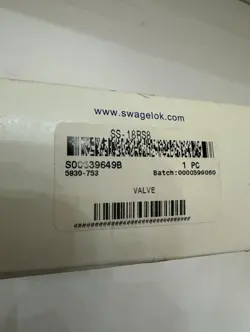 www.swagelok.com
SS-18RS8
S00339649B 1 PC
5830-753 Batch:0000599060
VALVE